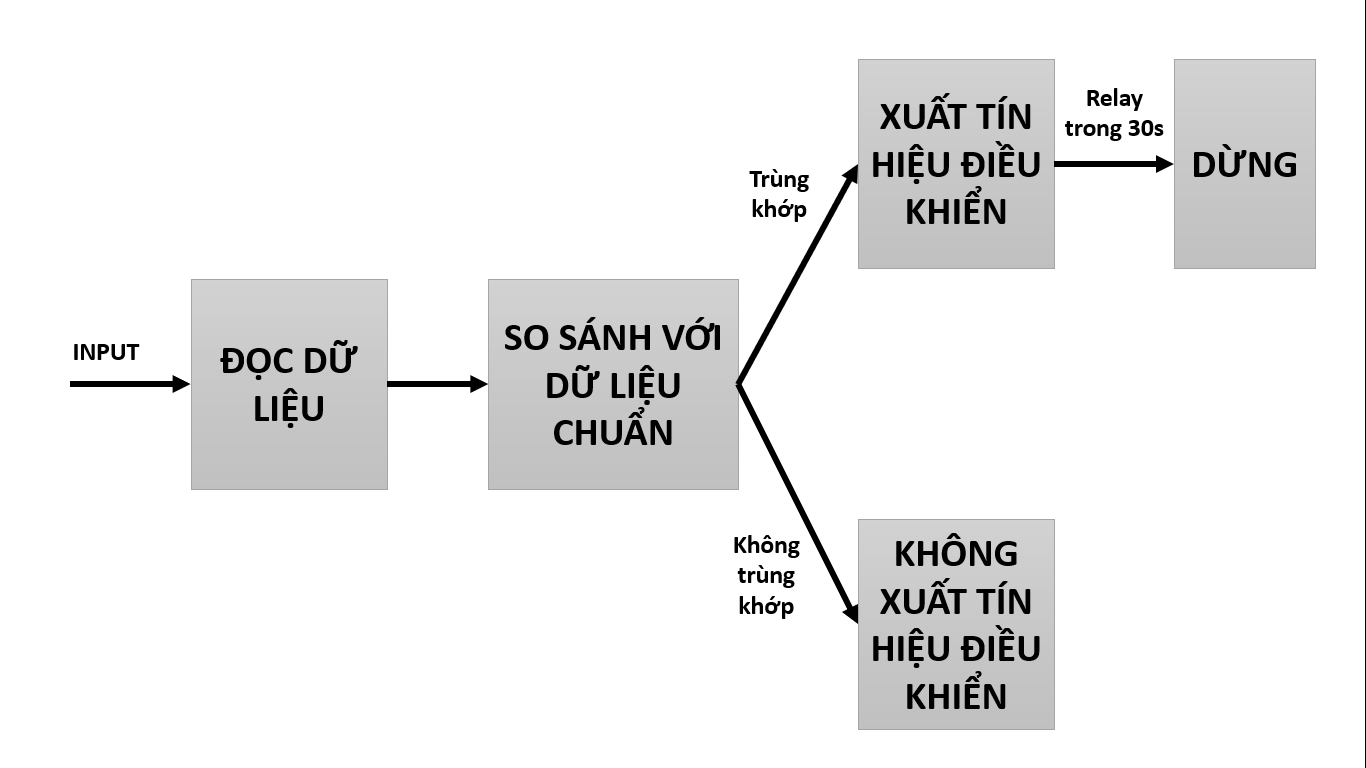 INPUT
ĐỌC DỮ
LIỆU
SO SÁNH VỚI
DỮ LIỆU
CHUẨN
Trùng
khớp
XUẤT TÍN
HIỆU ĐIỀU
KHIỂN
Relay
trong 30s
DỪNG
Không
trùng
khớp
KHÔNG
XUẤT TÍN
HIỆU ĐIỀU
KHIỂN